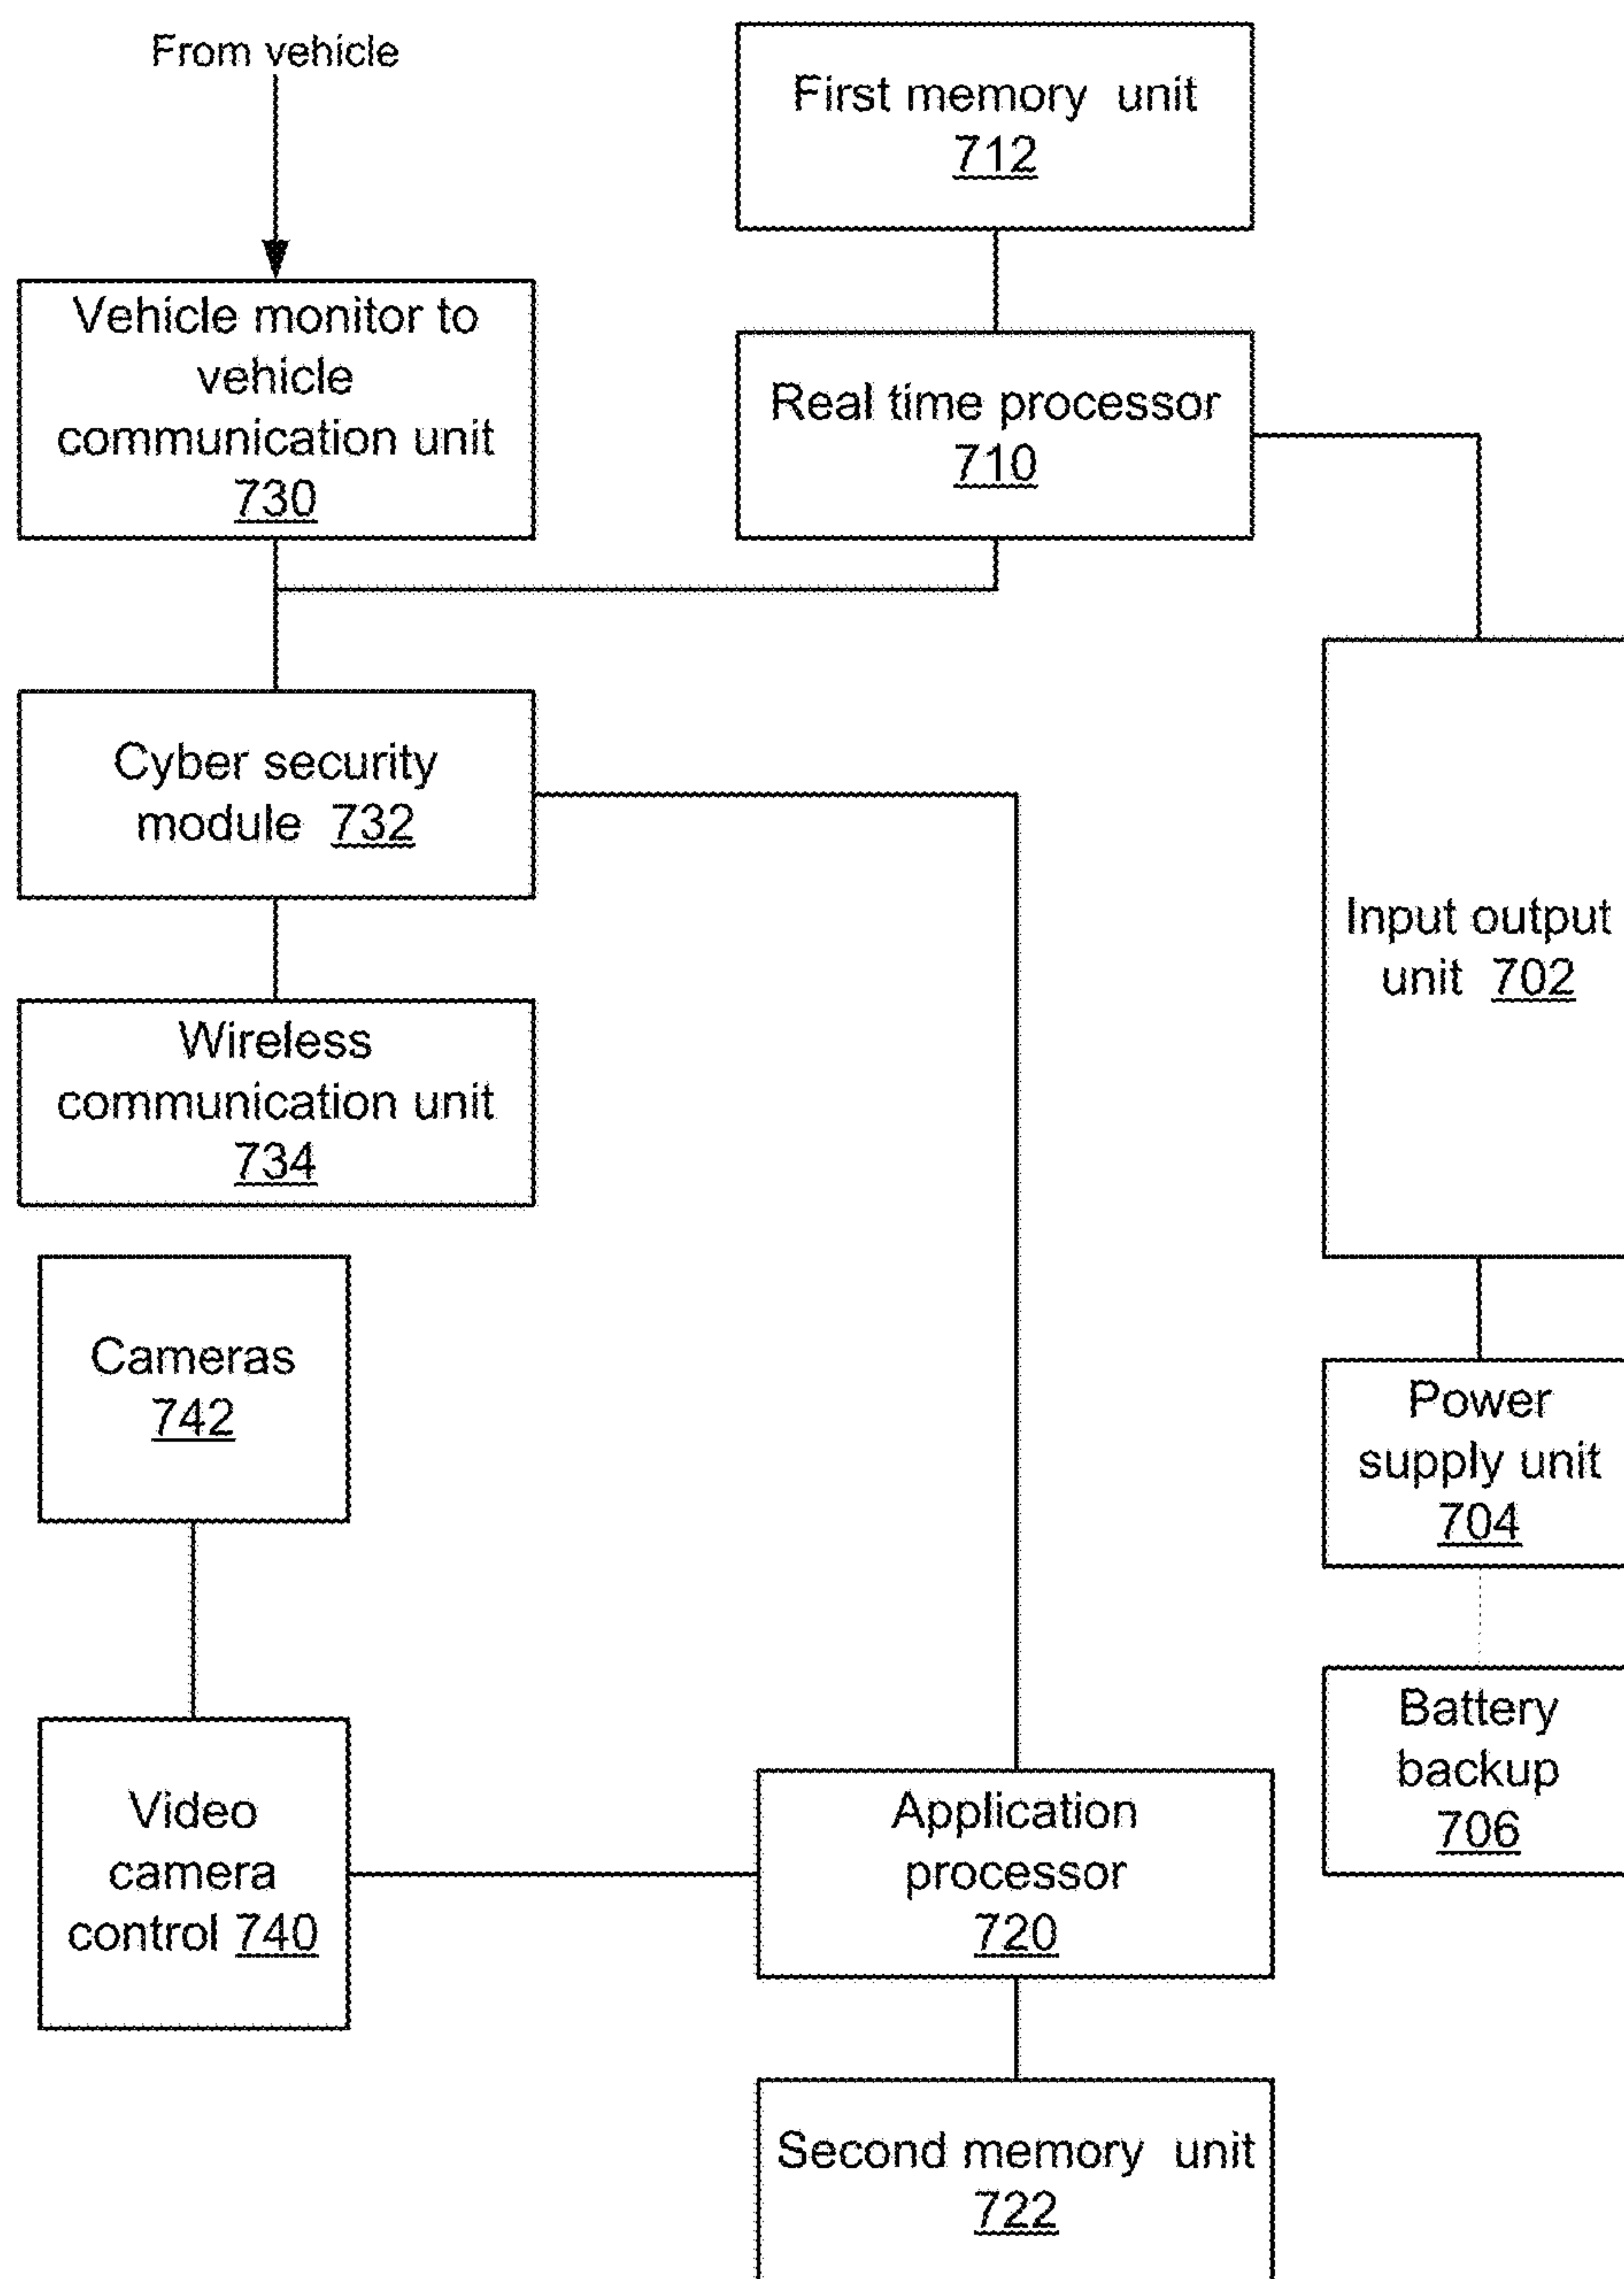 From vehicle
First memory unit
712
Vehicle monitor to
vehicle
communication unit
730
Real time processor
710
Cyber security
module 732
Input output
unit 702
Wireless
communication unit
734
Cameras
742
Power
supply unit
704
Battery
backup
706
Video
camera
control 740
Application
processor
720
Second memory unit
722